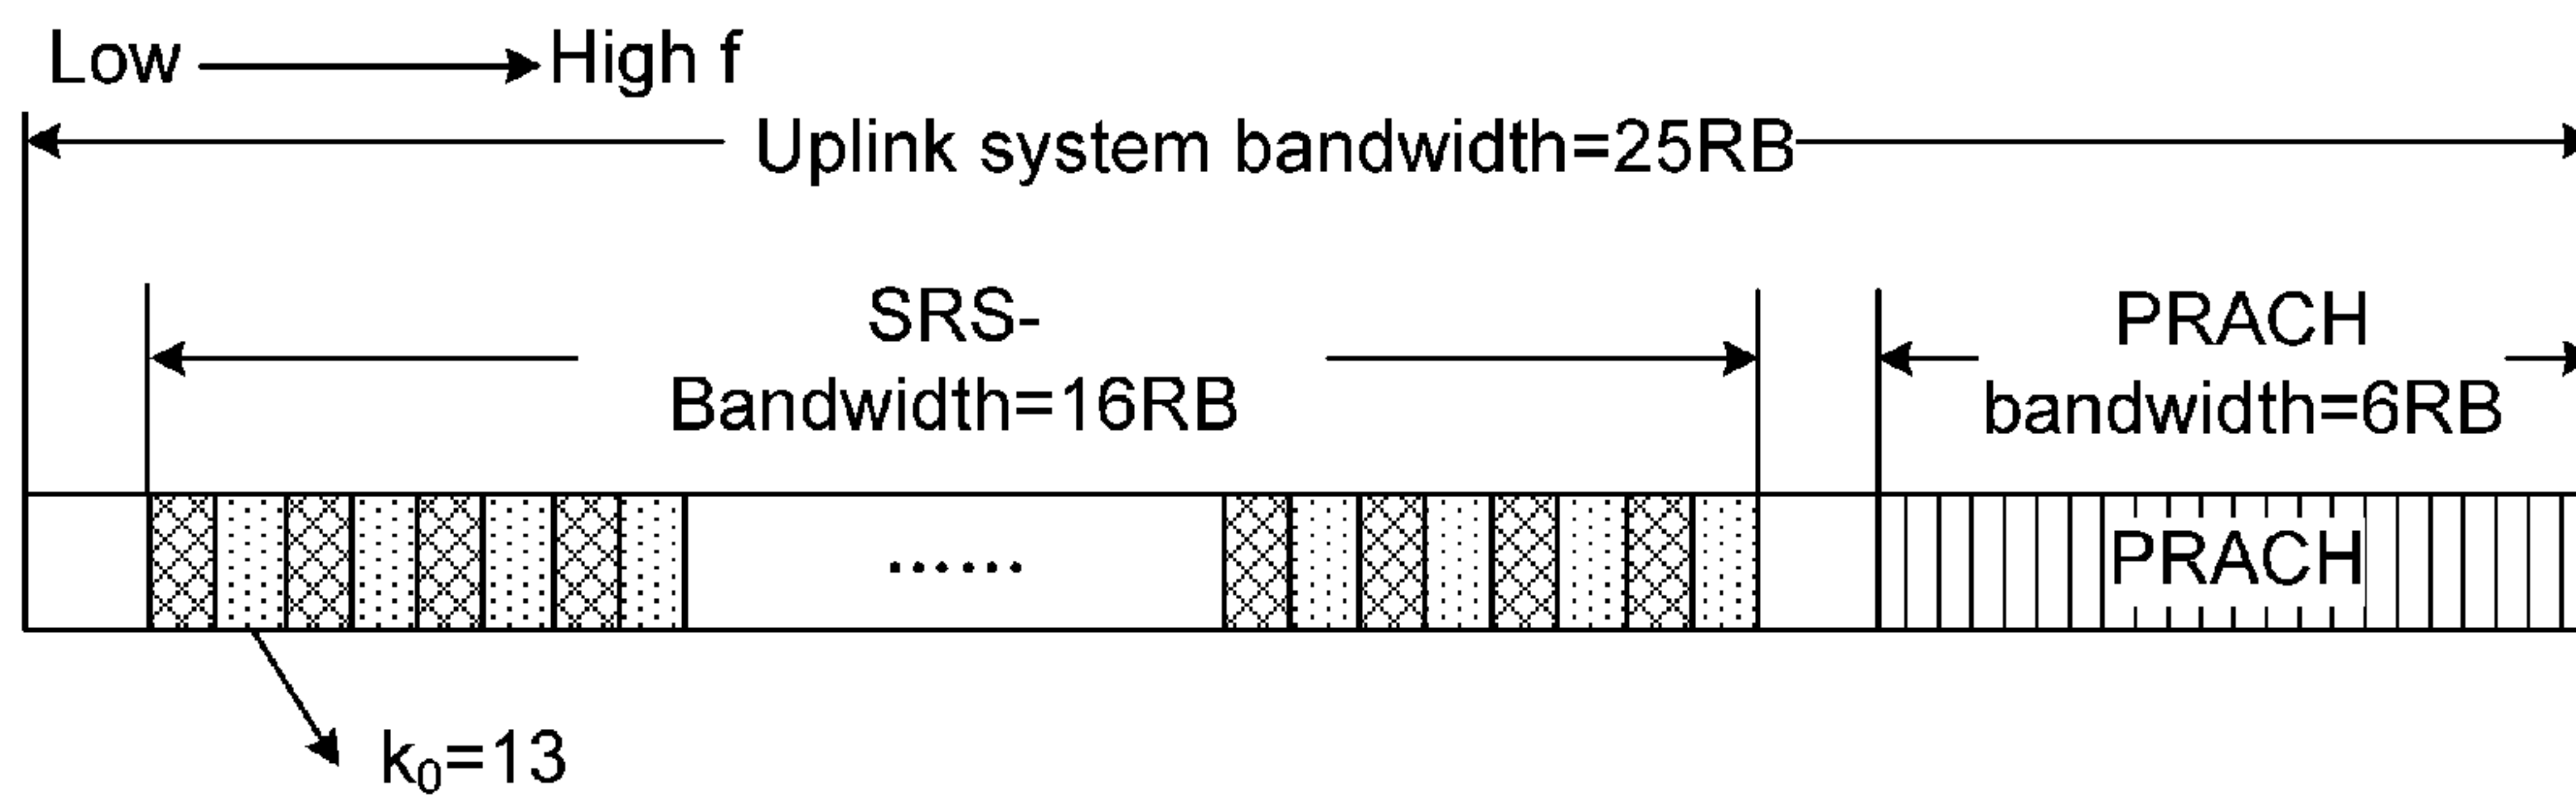 Low
High f
Uplink system bandwidth=25RB
SRS-
Bandwidth=16RB
PRACH
bandwidth=6RB
......
PRACH
k₀=13